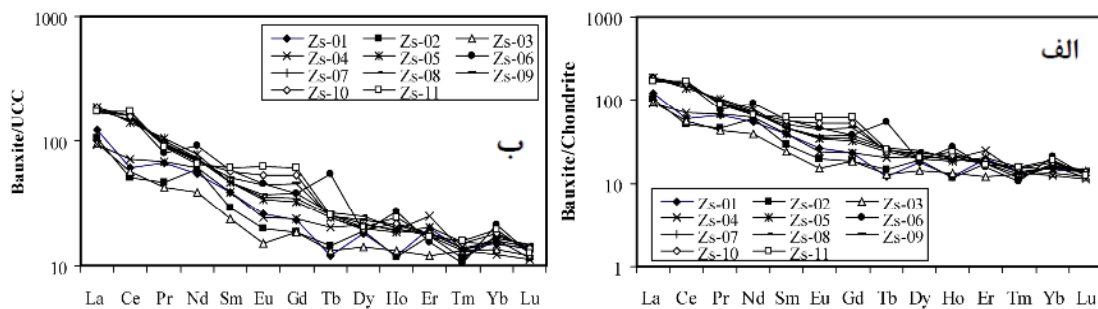 1000
100
10
Bauxite/UCC
Zs-01 Zs-02 Zs-03
Zs-04 Zs-05 Zs-06
Zs-07 Zs-08 Zs-09
Zs-10 Zs-11
ب
La Ce Pr Nd Sm Eu Gd Tb Dy Ho Er Tm Yb Lu
1000
100
10
1
Bauxite/Chondrite
الف
Zs-01 Zs-02 Zs-03
Zs-04 Zs-05 Zs-06
Zs-07 Zs-08 Zs-09
Zs-10 Zs-11
La Ce Pr Nd Sm Eu Gd Tb Dy Ho Er Tm Yb Lu